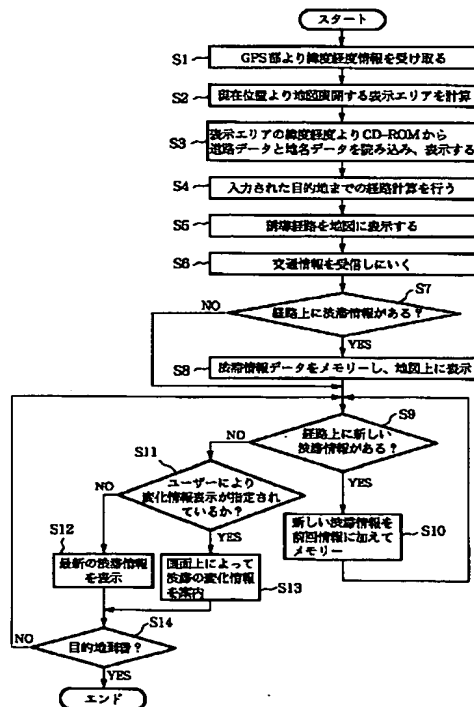 スタート
S1
GPS部より緯度経度情報を受け取る
S2
現在位置より地図展開する表示エリアを計算
S3
表示エリアの緯度経度よりCD-ROMから
道路データと地名データを読み込み、表示する
S4
入力された目的地までの経路計算を行う
S5
誘導経路を地図に表示する
S6
交通情報を受信しにいく
S7
経路上に渋滞情報がある?
NO
YES
S8
渋滞情報データをメモリーし、地図上に表示
S9
経路上に新しい
渋滞情報がある?
NO
YES
S10
新しい渋滞情報を
前回情報に加えて
メモリー
S11
ユーザーにより
変化情報表示が指定され
ているか?
NO
YES
S12
最新の渋滞情報
を表示
S13
画面上によって
渋滞の変化情報
を案内
S14
目的地到着?
NO
YES
エンド